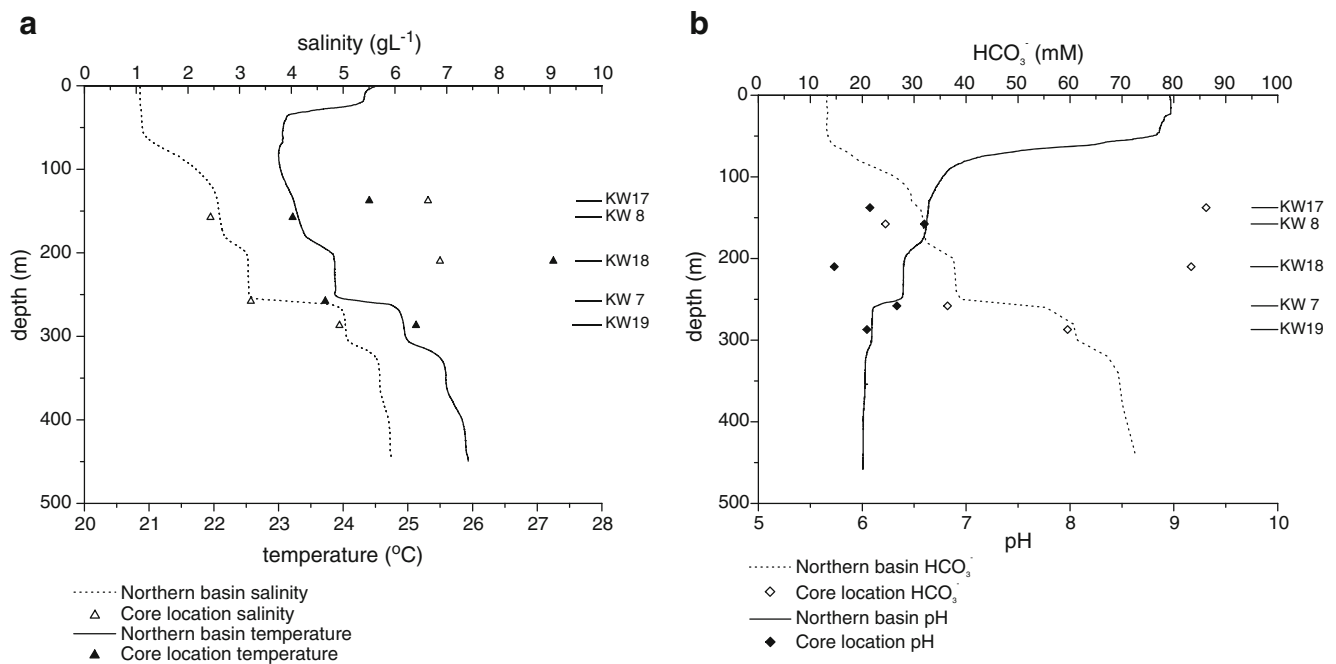 a
salinity (gL⁻¹)
0 1 2 3 4 5 6 7 8 9 10
0
100
200
300
400
500
depth (m)
KW17
KW 8
KW18
KW 7
KW19
20 21 22 23 24 25 26 27 28
temperature (°C)
Northern basin salinity
Core location salinity
Northern basin temperature
Core location temperature
b
HCO₃⁻ (mM)
0 10 20 30 40 50 60 70 80 90 100
0
100
200
300
400
500
depth (m)
KW17
KW 8
KW18
KW 7
KW19
5 6 7 8 9 10
pH
Northern basin HCO₃⁻
Core location HCO₃⁻
Northern basin pH
Core location pH